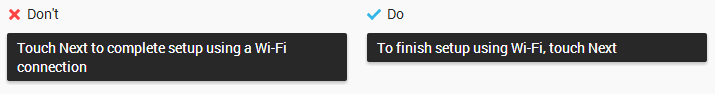 Don't
Touch Next to complete setup using a Wi-Fi
connection
Do
To finish setup using Wi-Fi, touch Next